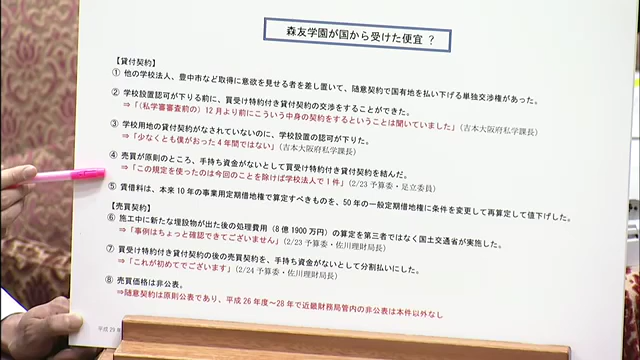 森友学園が国から受けた便宜？
【貸付契約】
① 他の学校法人、豊中市など取得に意欲を見せる者を差し置いて、随意契約で国有地を払い下げる単独交渉権があった。
② 学校設置認可が下りる前に、買受け特約付き貸付契約の交渉をすることができた。
⇒「（私学審審査前の）12月より前にこういう中身の契約をするということは聞いていました」（吉本大阪府私学課長）
③ 学校用地の貸付契約がなされていないのに、学校設置の認可が下りた。
⇒「少なくとも僕がおった4年間ではない」（吉本大阪府私学課長）
④ 売買が原則のところ、手持ち資金がないとして買受け特約付き貸付契約を結んだ。
⇒「この規定を使ったのは今回のことを除けば学校法人で1件」（2/23 予算委・足立委員）
⑤ 賃借料は、本来10年の事業用定期借地権で算定すべきものを、50年の一般定期借地権に条件を変更して再算定して値下げした。
【売買契約】
⑥ 施工中に新たな埋設物が出た後の処理費用（8億1900万円）の算定を第三者ではなく国土交通省が実施した。
⇒「事例はちょっと確認できてございません」（2/23 予算委・佐川理財局長）
⑦ 買受け特約付き貸付契約の後の売買契約を、手持ち資金がないとして分割払いにした。
⇒「これが初めてでございます」（2/24 予算委・佐川理財局長）
⑧ 売買価格は非公表。
⇒随意契約は原則公表であり、平成26年度～28年で近畿財務局管内の非公表は本件以外なし
平成29年